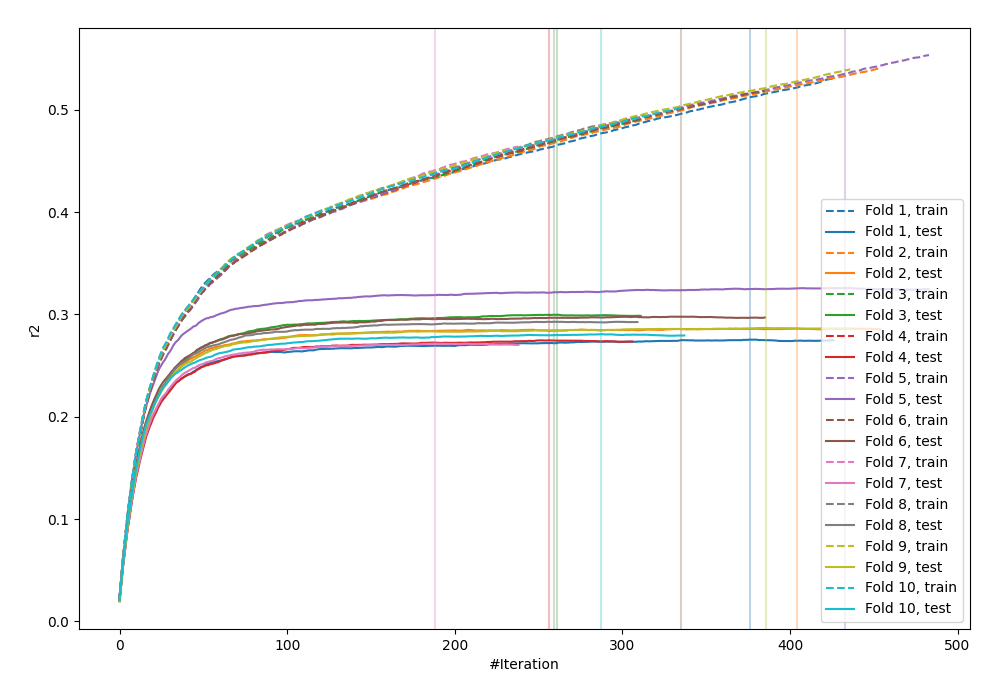 0.5
0.4
0.3
0.2
0.1
0.0
r2
0
100
200
300
400
500
#Iteration
Fold 1, train
Fold 1, test
Fold 2, train
Fold 2, test
Fold 3, train
Fold 3, test
Fold 4, train
Fold 4, test
Fold 5, train
Fold 5, test
Fold 6, train
Fold 6, test
Fold 7, train
Fold 7, test
Fold 8, train
Fold 8, test
Fold 9, train
Fold 9, test
Fold 10, train
Fold 10, test